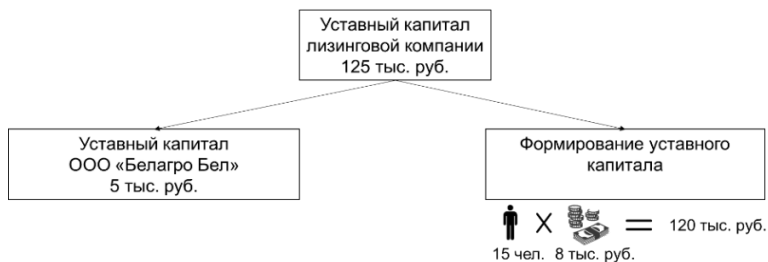 Уставный капитал
лизинговой компании
125 тыс. руб.
Уставный капитал
ООО «Белагро Бел»
5 тыс. руб.
Формирование уставного
капитала
X = 120 тыс. руб.
15 чел. 8 тыс. руб.